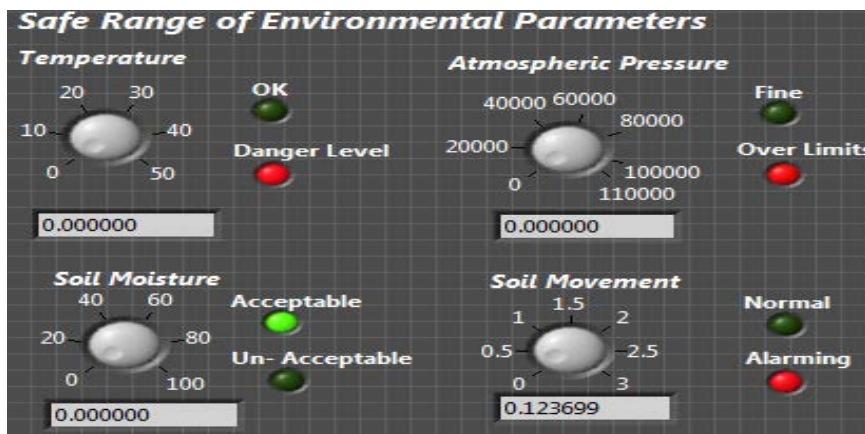 Safe Range of Environmental Parameters
Temperature
20 30
10 40
0 50
OK
Danger Level
0.000000
Atmospheric Pressure
40000 60000
20000 80000
0 100000
110000
Fine
Over Limits
0.000000
Soil Moisture
40 60
20 80
0 100
Acceptable
Un- Acceptable
0.000000
Soil Movement
1.5
1 2
0.5 2.5
0 3
Normal
Alarming
0.123699